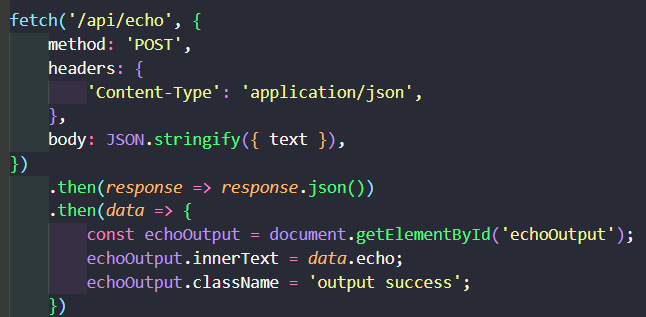 fetch('/api/echo', {
    method: 'POST',
    headers: {
        'Content-Type': 'application/json',
    },
    body: JSON.stringify({ text }),
})
    .then(response => response.json())
    .then(data => {
        const echoOutput = document.getElementById('echoOutput');
        echoOutput.innerText = data.echo;
        echoOutput.className = 'output success';
    })